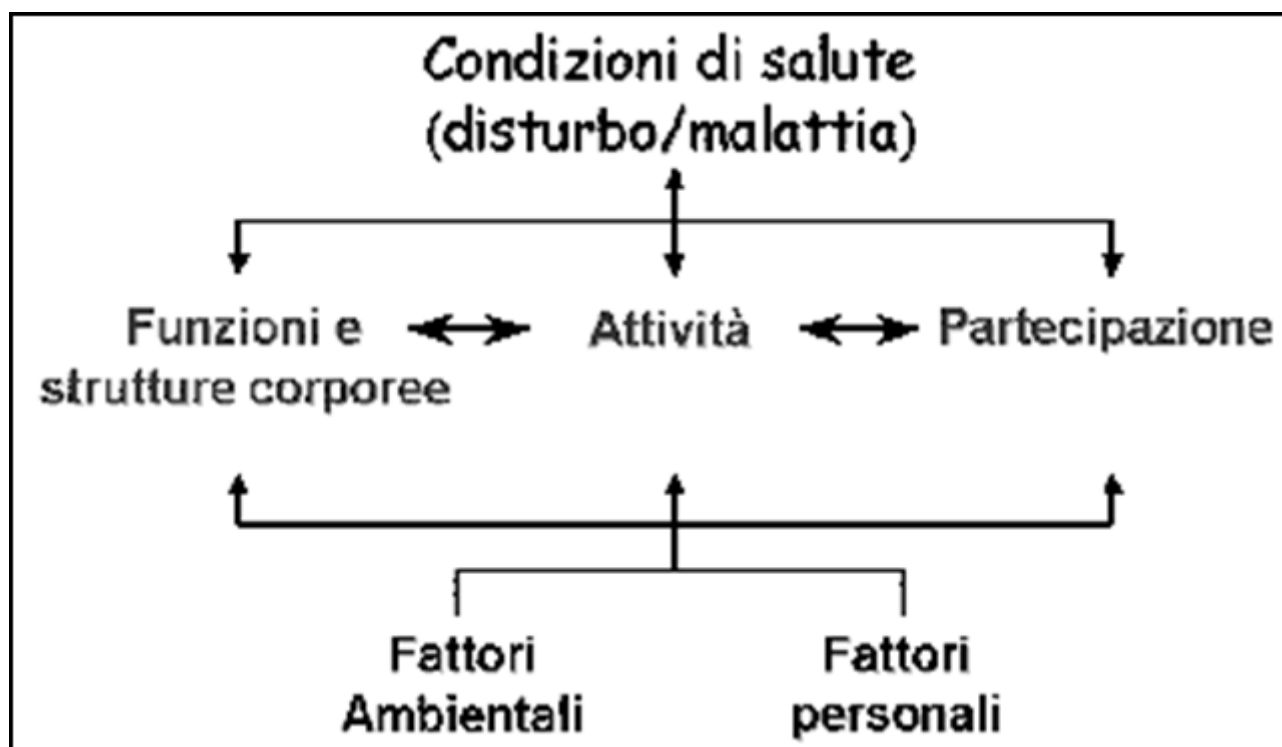 Condizioni di salute
(disturbo/malattia)
Funzioni e
strutture corporee
Attività
Partecipazione
Fattori
Ambientali
Fattori
personali